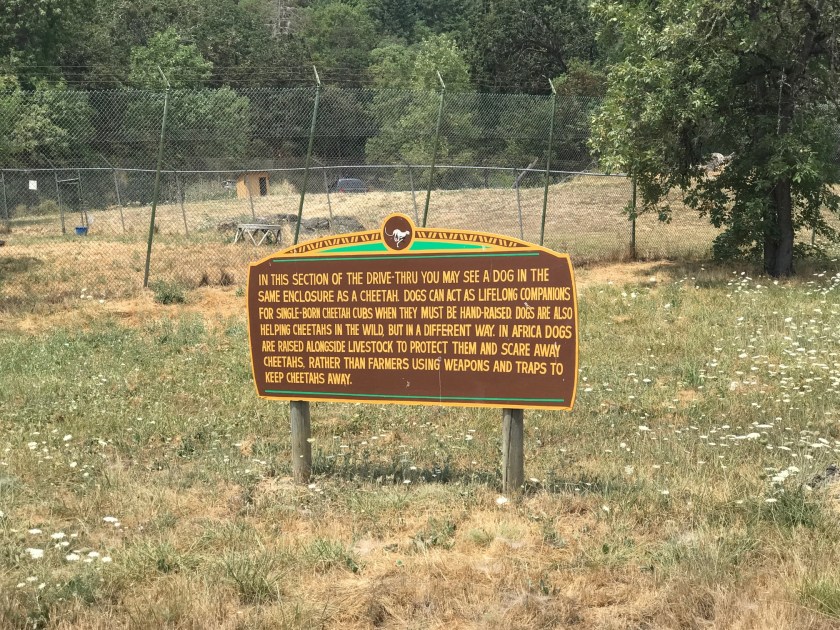 IN THIS SECTION OF THE DRIVE-THRU YOU MAY SEE A DOG IN THE
SAME ENCLOSURE AS A CHEETAH. DOGS CAN ACT AS LIFELONG COMPANIONS
FOR SINGLE-BORN CHEETAH CUBS WHEN THEY MUST BE HAND-RAISED. DOGS ARE ALSO
HELPING CHEETAHS IN THE WILD, BUT IN A DIFFERENT WAY. IN AFRICA DOGS
ARE RAISED ALONGSIDE LIVESTOCK TO PROTECT THEM AND SCARE AWAY
CHEETAHS, RATHER THAN FARMERS USING WEAPONS AND TRAPS TO
KEEP CHEETAHS AWAY.